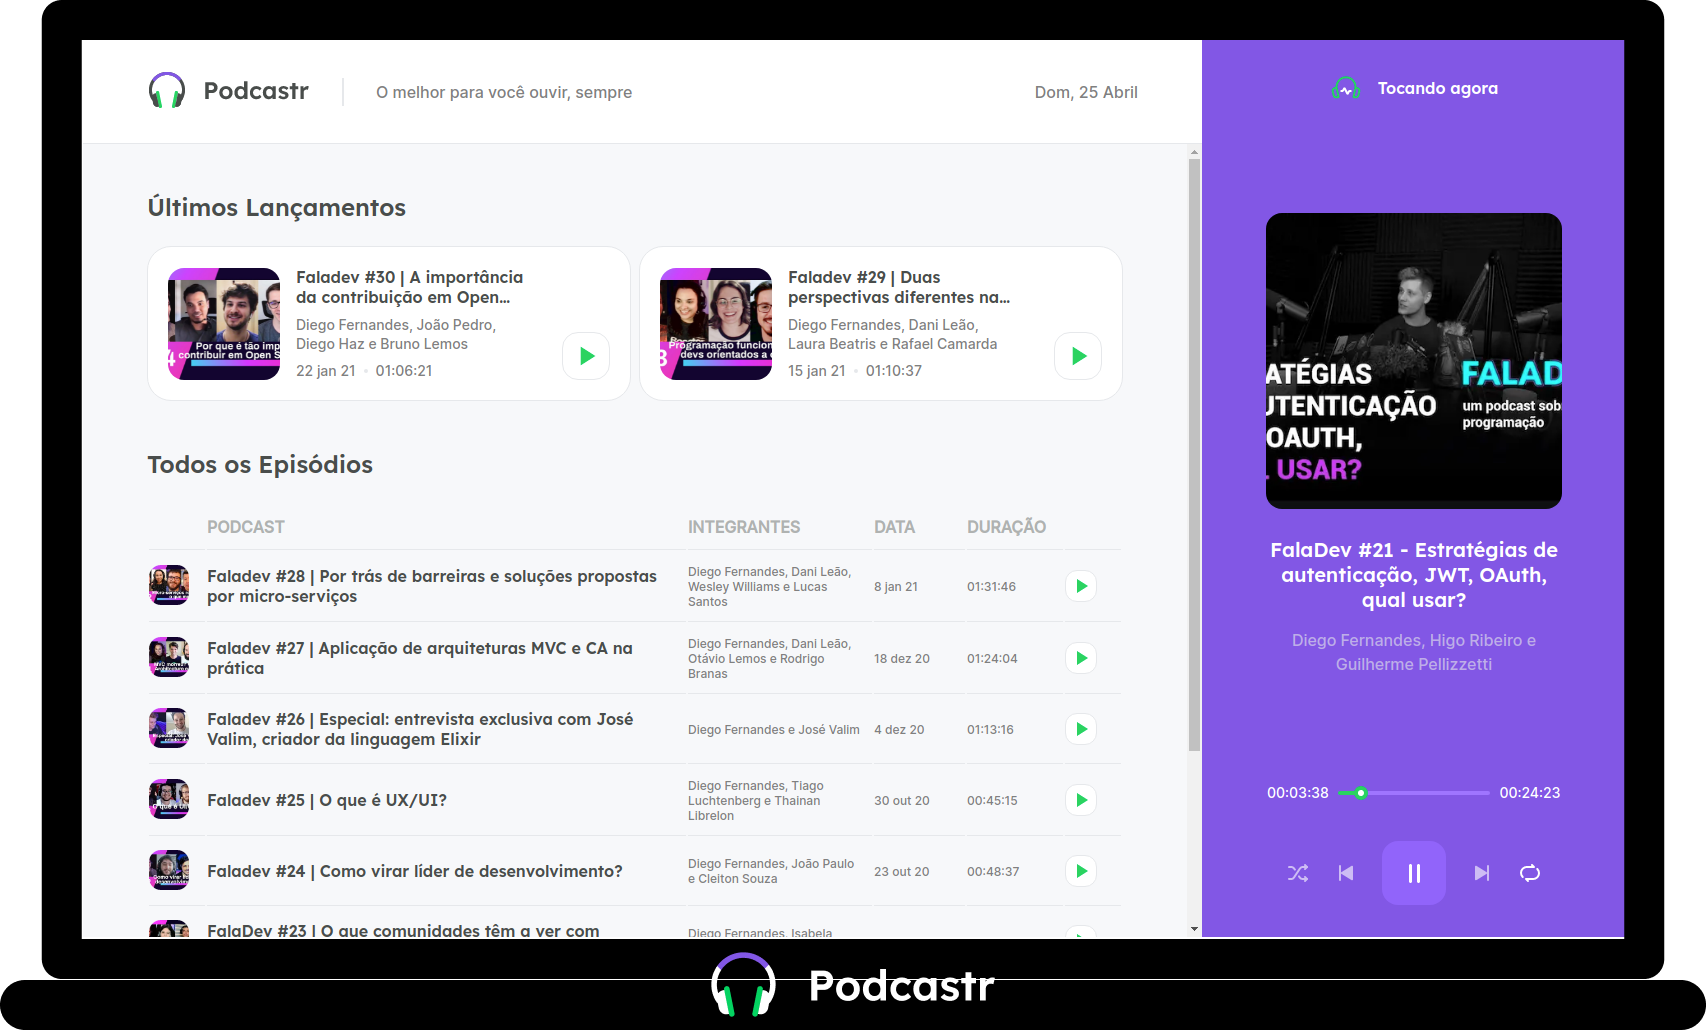 Podcastr
O melhor para você ouvir, sempre
Dom, 25 Abril
Tocando agora
Últimos Lançamentos
Faladev #30 | A importância
da contribuição em Open...
Diego Fernandes, João Pedro,
Diego Haz e Bruno Lemos
22 jan 21 • 01:06:21
Por que é tão imp
contribuir em Open S
Faladev #29 | Duas
perspectivas diferentes na...
Diego Fernandes, Dani Leão,
Laura Beatris e Rafael Camarda
15 jan 21 • 01:10:37
Programação funcion
devs orientados a
Todos os Episódios
PODCAST INTEGRANTES DATA DURAÇÃO
Faladev #28 | Por trás de barreiras e soluções propostas
por micro-serviços
Diego Fernandes, Dani Leão,
Wesley Williams e Lucas
Santos
8 jan 21
01:31:46
Faladev #27 | Aplicação de arquiteturas MVC e CA na
prática
Diego Fernandes, Dani Leão,
Otávio Lemos e Rodrigo
Branas
18 dez 20
01:24:04
Faladev #26 | Especial: entrevista exclusiva com José
Valim, criador da linguagem Elixir
Diego Fernandes e José Valim
4 dez 20
01:13:16
Faladev #25 | O que é UX/UI?
Diego Fernandes, Tiago
Luchtenberg e Thainan
Librelon
30 out 20
00:45:15
Faladev #24 | Como virar líder de desenvolvimento?
Diego Fernandes, João Paulo
e Cleiton Souza
23 out 20
00:48:37
FalaDev #23 | O que comunidades têm a ver com
Diego Fernandes, Isabela
ATÉGIAS
UTENTICAÇÃO
OAUTH,
USAR?
FALAD
um podcast sob
programação
FalaDev #21 - Estratégias de
autenticação, JWT, OAuth,
qual usar?
Diego Fernandes, Higo Ribeiro e
Guilherme Pellizzetti
00:03:38
00:24:23
Podcastr